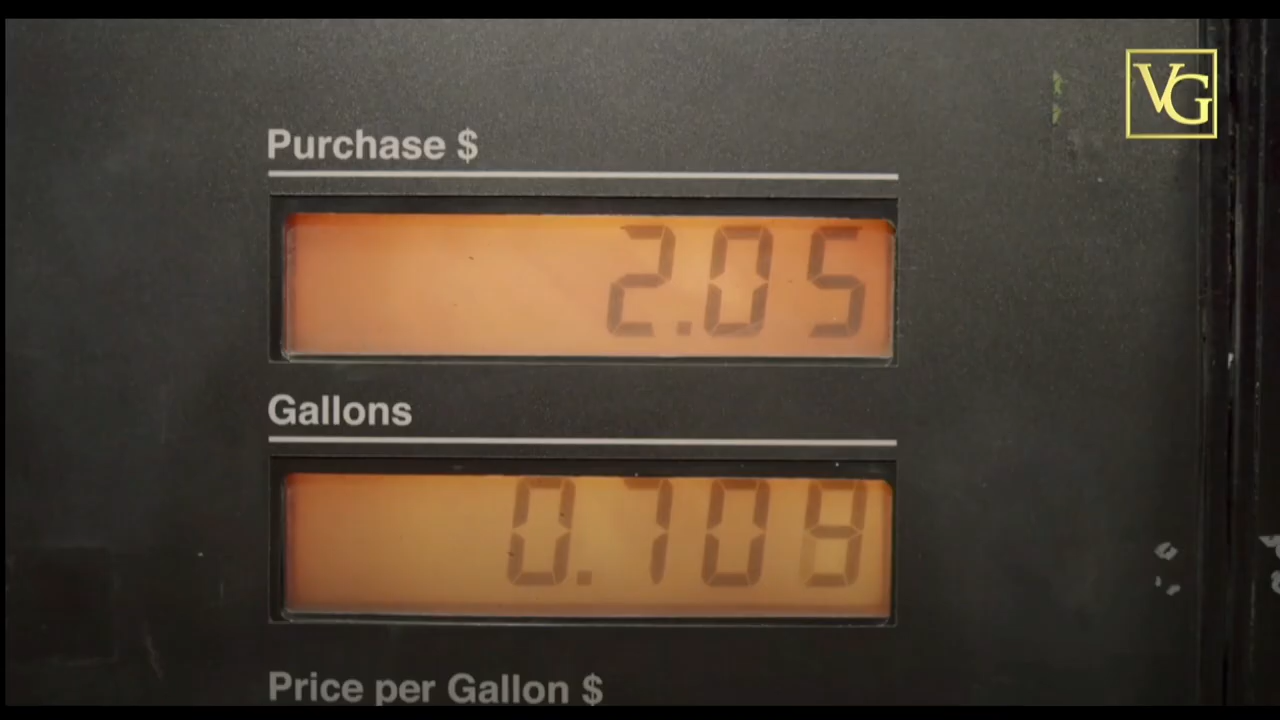 VG
Purchase $
2.05
Gallons
0.709
Price per Gallon $